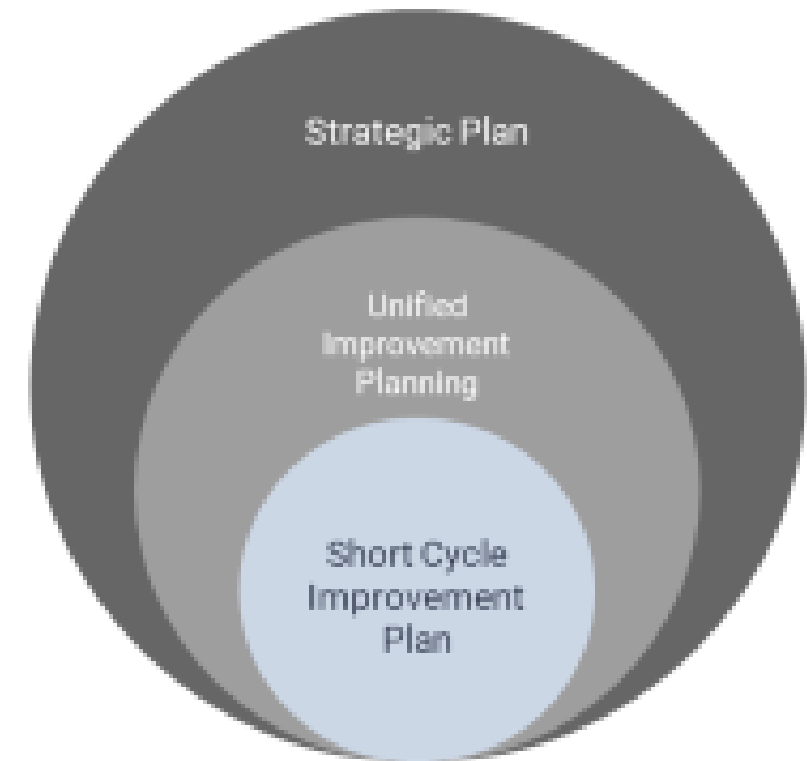 Strategic Plan
Unified
Improvement
Planning
Short Cycle
Improvement
Plan